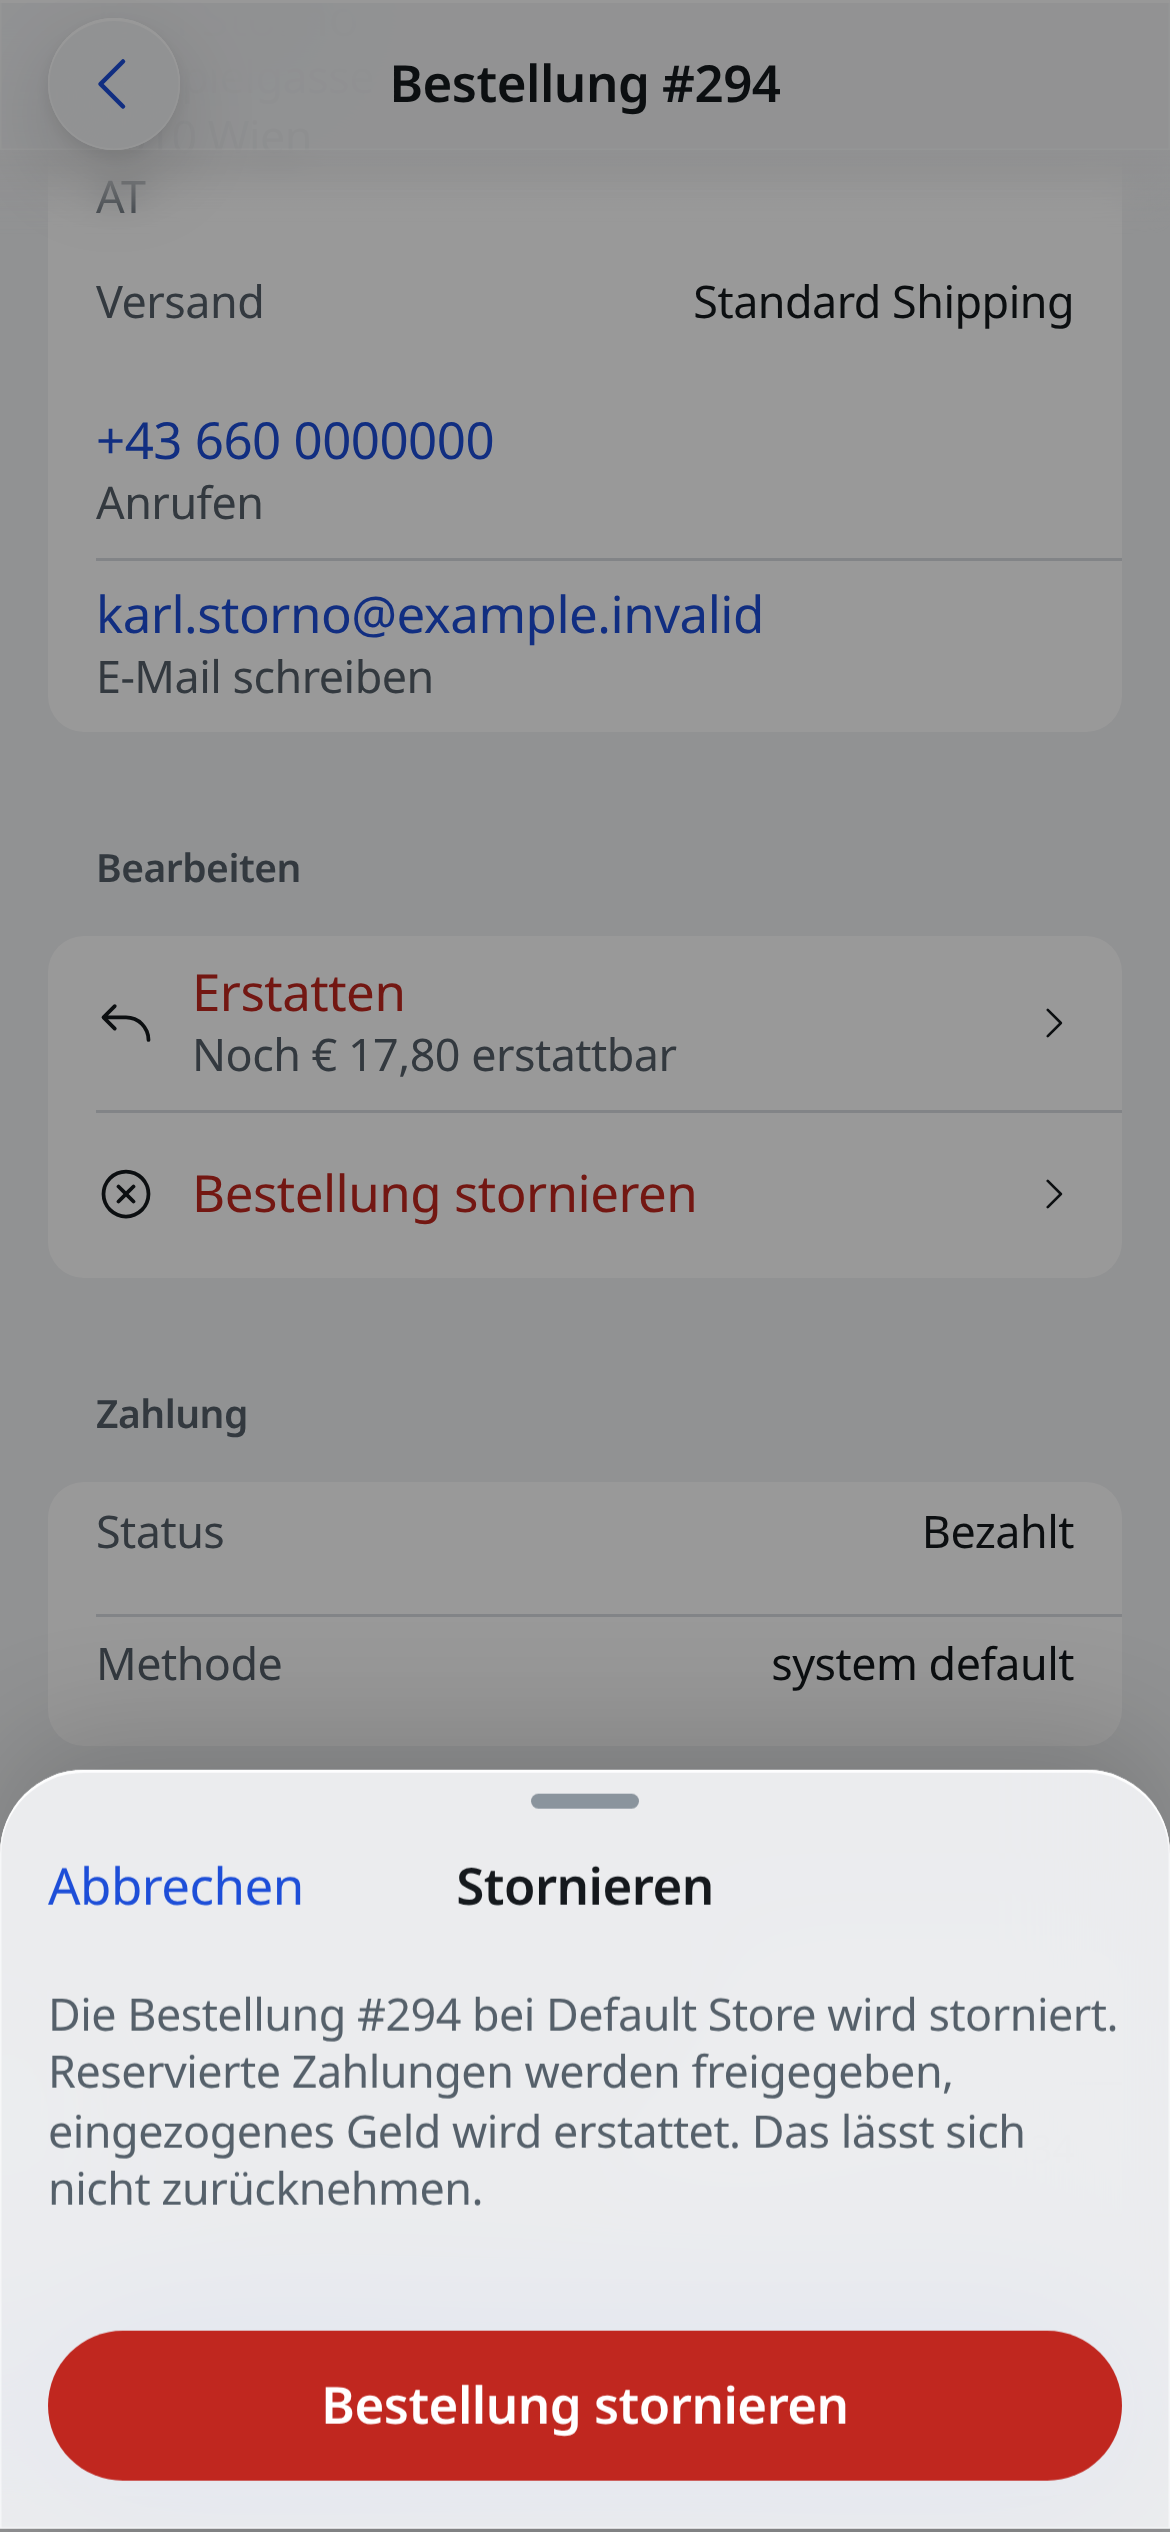 Bestellung #294
Wien
AT
Versand
Standard Shipping
+43 660 0000000
Anrufen
karl.storno@example.invalid
E-Mail schreiben
Bearbeiten
Erstatten
Noch € 17,80 erstattbar
Bestellung stornieren
Zahlung
Status
Bezahlt
Methode
system default
Abbrechen
Stornieren
Die Bestellung #294 bei Default Store wird storniert.
Reservierte Zahlungen werden freigegeben,
eingezogenes Geld wird erstattet. Das lässt sich
nicht zurücknehmen.
Bestellung stornieren